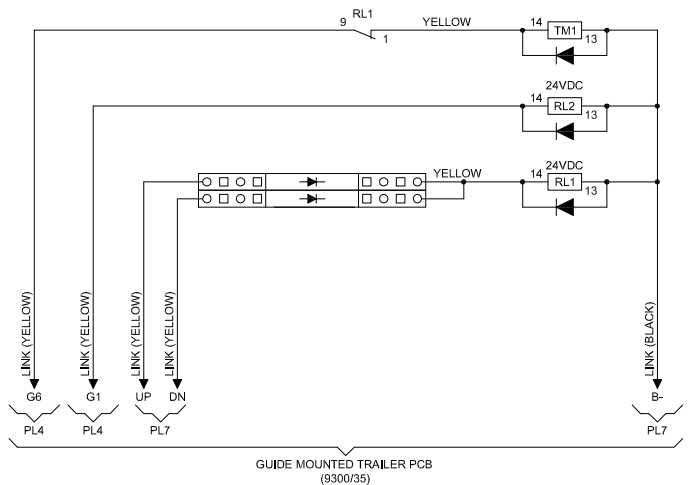 RL1
9
1
YELLOW
14
TM1
13
24VDC
14
RL2
13
24VDC
YELLOW
14
RL1
13
LINK (YELLOW)
LINK (YELLOW)
LINK (YELLOW)
LINK (YELLOW)
LINK (BLACK)
G6
G1
UP
DN
B-
PL4
PL4
PL7
PL7
GUIDE MOUNTED TRAILER PCB
(9300/35)